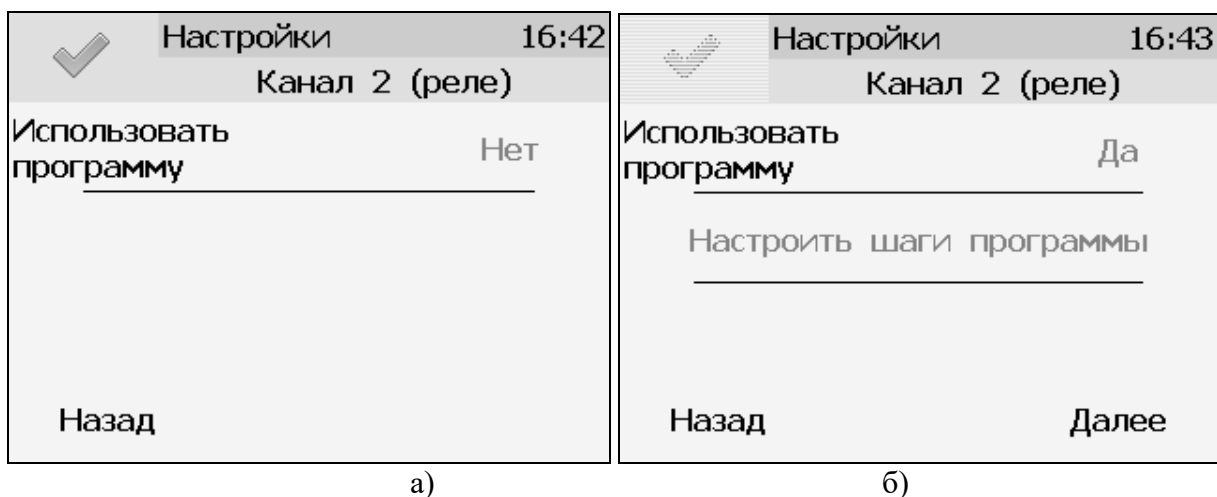 Настройки 16:42
Канал 2 (реле)
Использовать
программу
Нет
Назад
а)
Настройки 16:43
Канал 2 (реле)
Использовать
программу
Да
Настроить шаги программы
Назад Далее
б)